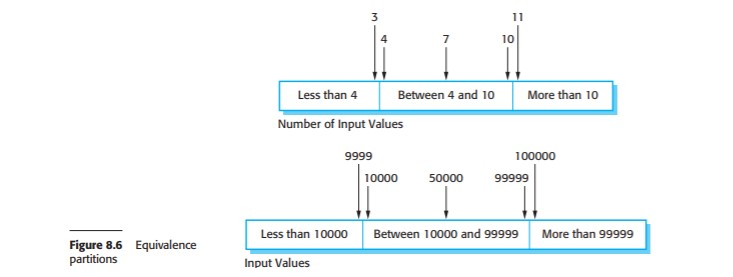 3
11
4
7
10
Less than 4
Between 4 and 10
More than 10
Number of Input Values
9999
100000
10000
50000
99999
Less than 10000
Between 10000 and 99999
More than 99999
Figure 8.6 Equivalence
partitions
Input Values